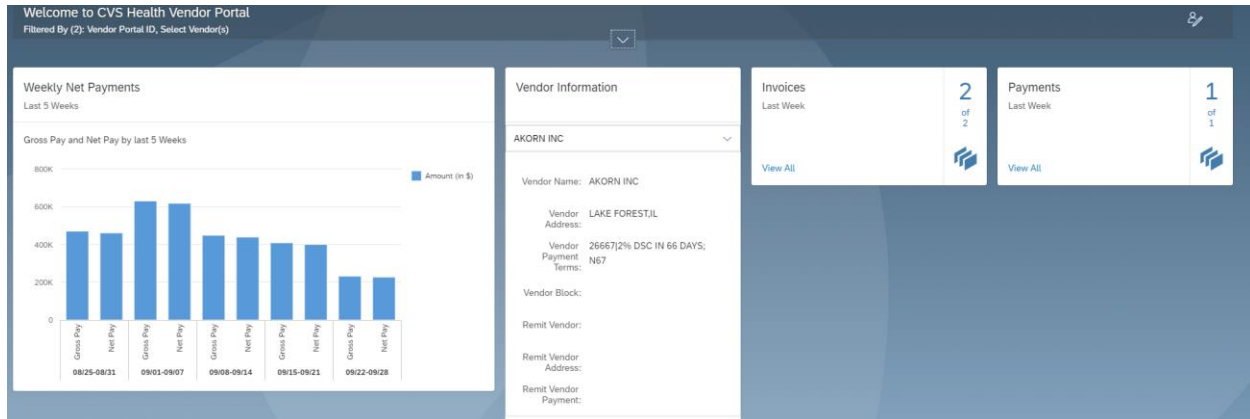 Welcome to CVS Health Vendor Portal
Filtered By (2): Vendor Portal ID, Select Vendor(s)
Weekly Net Payments
Last 5 Weeks
Gross Pay and Net Pay by last 5 Weeks
800K
600K
400K
200K
0
Amount (in $)
Gross Pay
Net Pay
Gross Pay
Net Pay
Gross Pay
Net Pay
Gross Pay
Net Pay
Gross Pay
Net Pay
08/25-08/31
09/01-09/07
09/08-09/14
09/15-09/21
09/22-09/28
Vendor Information
AKORN INC
Vendor Name: AKORN INC
Vendor Address: LAKE FOREST,IL
Vendor Payment Terms: 26667|2% DSC IN 66 DAYS;
N67
Vendor Block:
Remit Vendor:
Remit Vendor
Address:
Remit Vendor
Payment:
Invoices
Last Week
2
of
2
View All
Payments
Last Week
1
of
1
View All